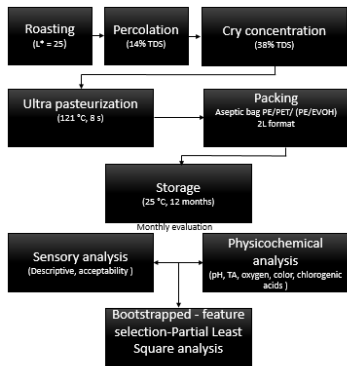 Roasting
(L* = 25)
Percolation
(14% TDS)
Cry concentration
(38% TDS)
Ultra pasteurization
(121 °C, 8 s)
Packing
Aseptic bag PE/PET/ (PE/EVOH)
2L format
Storage
(25 °C, 12 months)
Monthly evaluation
Sensory analysis
(Descriptive, acceptability )
Physicochemical
analysis
(pH, TA, oxygen, color, chlorogenic
acids )
Bootstrapped - feature
selection-Partial Least
Square analysis